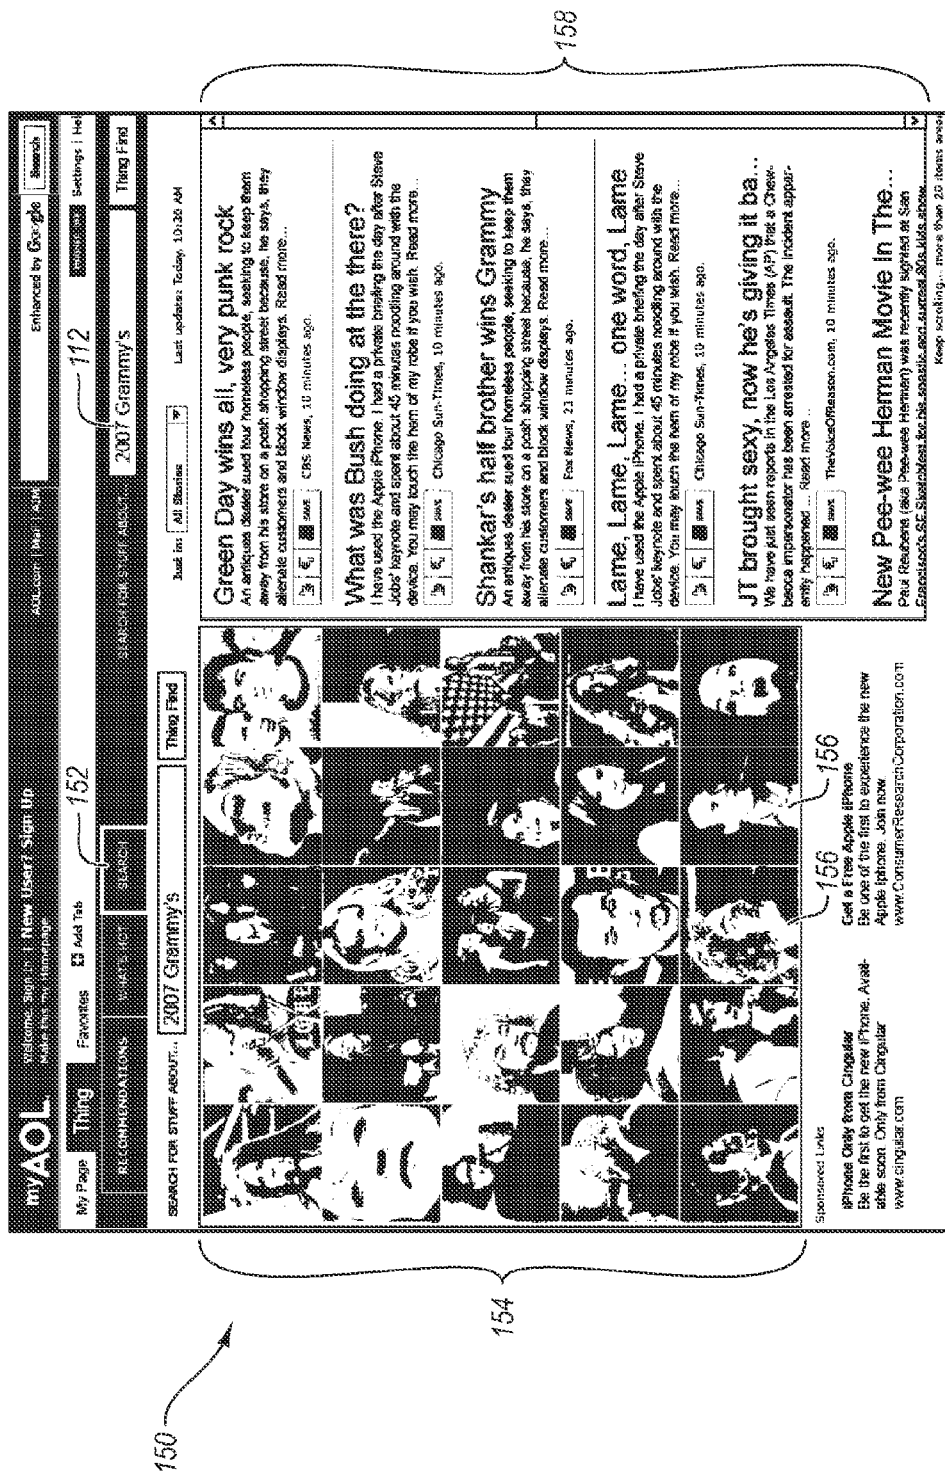 150
152
112
154
156
156
158
myAOL
Welcome. Sign In | New User? Sign Up
Enhanced by Google
Search
My Page
Thing
Favorites
Add Tab
Settings | Hel
RECOMMENDATIONS
WHAT'S HOT
SEARCH
SEARCH FOR STUFF ABOUT...
2007 Grammy's
Thing Find
SEARCH FOR STUFF ABOUT...
2007 Grammy's
Thing Find
Just in:
All Stories
Last update: Today, 10:20 AM
Green Day wins all, very punk rock
An antiques dealer sued four homeless people, seeking to keep them
away from his store on a posh shopping street because, he says, they
alienate customers and block window displays. Read more...
SAVE
CBS News, 10 minutes ago.
What was Bush doing at the there?
I have used the Apple iPhone. I had a private briefing the day after Steve
Jobs' keynote and spent about 45 minutes noodling around with the
device. You may touch the hem of my robe if you wish. Read more...
SAVE
Chicago Sun-Times, 10 minutes ago.
Shankar's half brother wins Grammy
An antiques dealer sued four homeless people, seeking to keep them
away from his store on a posh shopping street because, he says, they
alienate customers and block window displays. Read more...
SAVE
Fox News, 21 minutes ago.
Lame, Lame, Lame... one word, Lame
I have used the Apple iPhone. I had a private briefing the day after Steve
Jobs' keynote and spent about 45 minutes noodling around with the
device. You may touch the hem of my robe if you wish. Read more...
SAVE
Chicago Sun-Times, 10 minutes ago.
JT brought sexy, now he's giving it ba...
We have just seen reports in the Los Angeles Times (AP) that a Chew-
bacca impersonator has been arrested for assault. The incident appar-
ently happened... Read more...
SAVE
TheVoiceOfReason.com, 10 minutes ago.
New Pee-wee Herman Movie In The...
Paul Reubens (aka Pee-wee Herman) was recently sighted at San
Keep scrolling... more than 20 items
Sponsored Links
iPhone Only from Cingular
Be the first to get the new iPhone. Avail-
able soon. Only from Cingular
www.cingular.com
Get a Free Apple iPhone
Be one of the first to experience the new
Apple Iphone. Join now.
www.ConsumerResearchCorporation.com